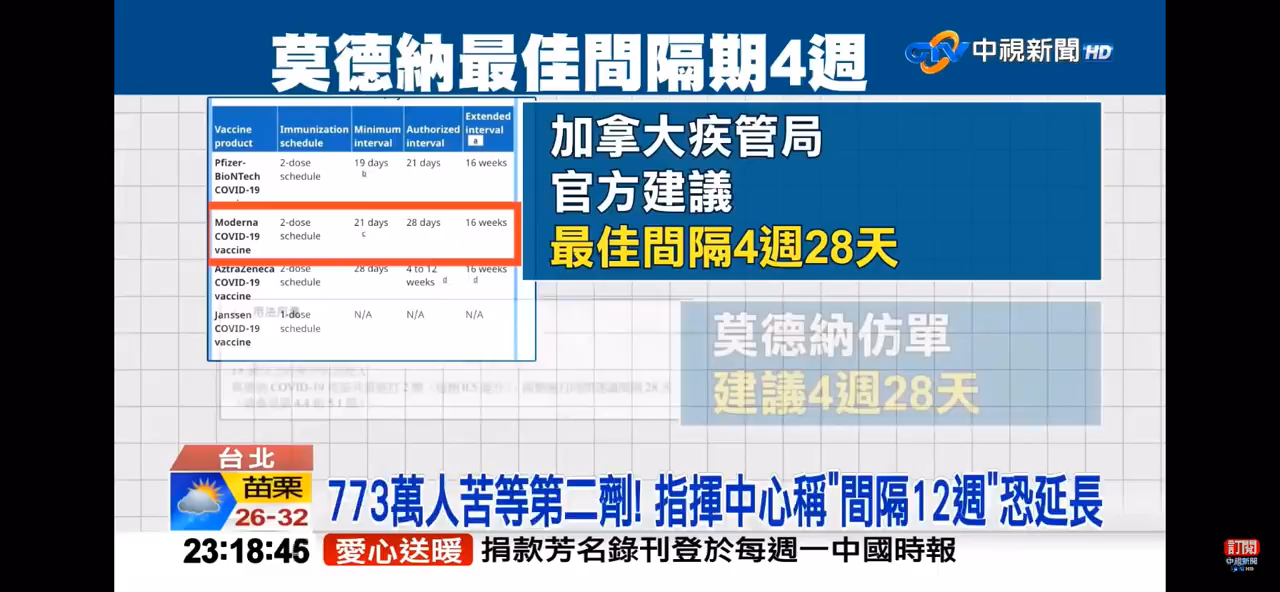 莫德納最佳間隔期4週
CTV 中視新聞 HD
Vaccine product
Immunization schedule
Minimum interval
Authorized interval
Extended interval a
Pfizer-BioNTech COVID-19
2-dose schedule
19 days b
21 days
16 weeks
Moderna COVID-19 vaccine
2-dose schedule
21 days c
28 days
16 weeks
AztraZeneca COVID-19 vaccine
2-dose schedule
28 days
4 to 12 weeks d
16 weeks d
Janssen COVID-19 vaccine
1-dose schedule
N/A
N/A
N/A
加拿大疾管局
官方建議
最佳間隔4週28天
莫德納仿單
建議4週28天
台北
苗栗
26-32
773萬人苦等第二劑! 指揮中心稱"間隔12週"恐延長
23:18:45
愛心送暖 捐款芳名錄刊登於每週一中國時報
訂閱
中視新聞